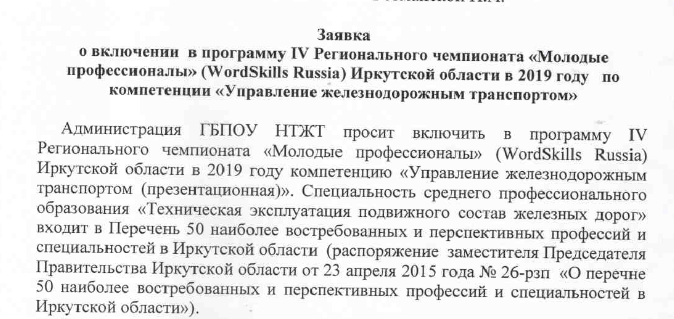 Заявка
о включении в программу IV Регионального чемпионата «Молодые
профессионалы» (WordSkills Russia) Иркутской области в 2019 году по
компетенции «Управление железнодорожным транспортом»
Администрация ГБПОУ НТЖТ просит включить в программу IV
Регионального чемпионата «Молодые профессионалы» (WordSkills Russia)
Иркутской области в 2019 году компетенцию «Управление железнодорожным
транспортом (презентационная)». Специальность среднего профессионального
образования «Техническая эксплуатация подвижного состав железных дорог»
входит в Перечень 50 наиболее востребованных и перспективных профессий и
специальностей в Иркутской области (распоряжение заместителя Председателя
Правительства Иркутской области от 23 апреля 2015 года № 26-рзп «О перечне
50 наиболее востребованных и перспективных профессий и специальностей в
Иркутской области»).